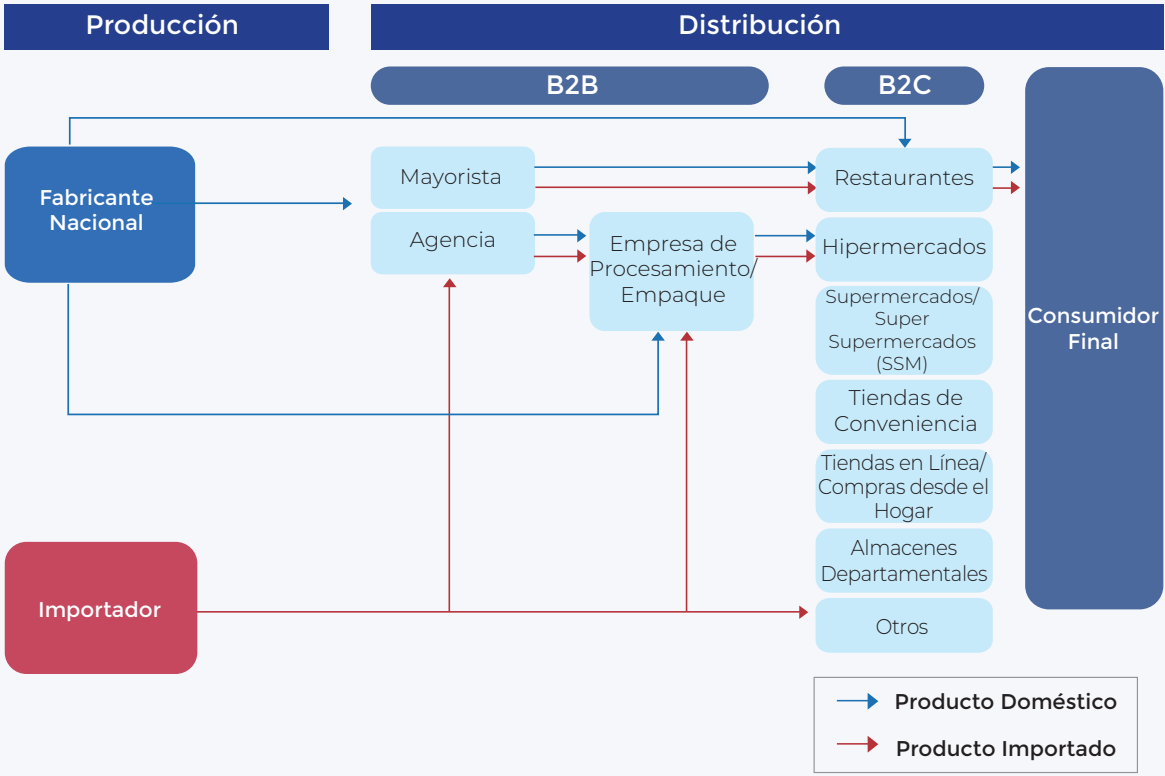 Producción
Distribución
B2B
B2C
Fabricante
Nacional
Mayorista
Agencia
Empresa de
Procesamiento/
Empaque
Restaurantes
Hipermercados
Supermercados/
Super
Supermercados
(SSM)
Tiendas de
Conveniencia
Tiendas en Línea/
Compras desde el
Hogar
Almacenes
Departamentales
Otros
Consumidor
Final
Importador
Producto Doméstico
Producto Importado